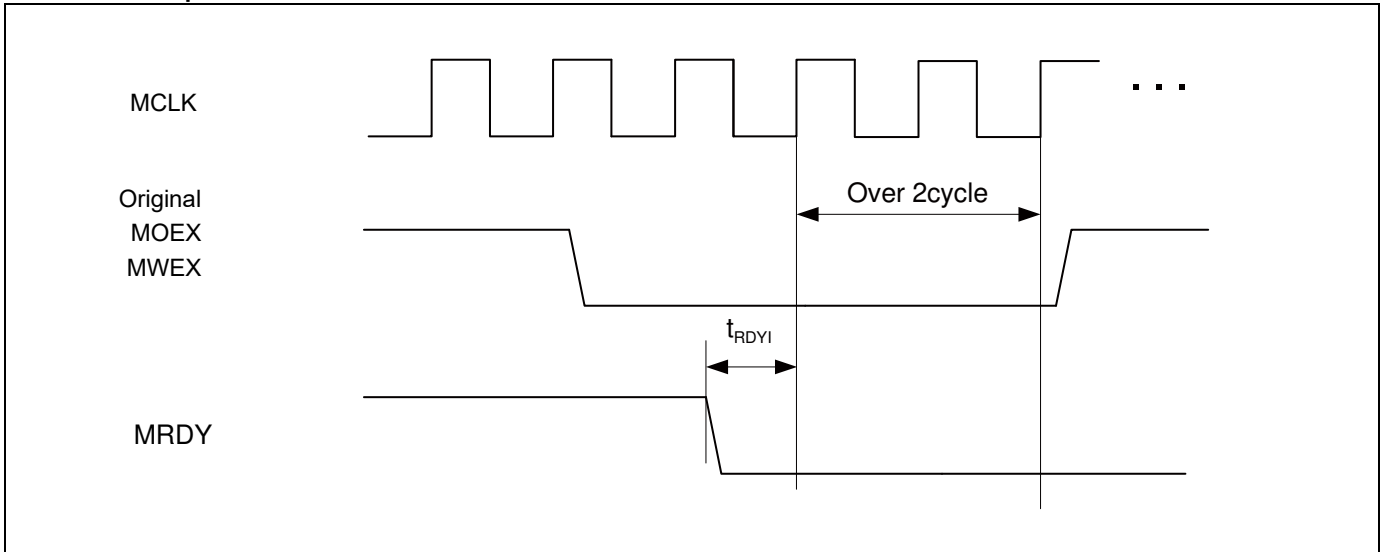 MCLK
. . .
Original
MOEX
MWEX
Over 2cycle
tRDYI
MRDY